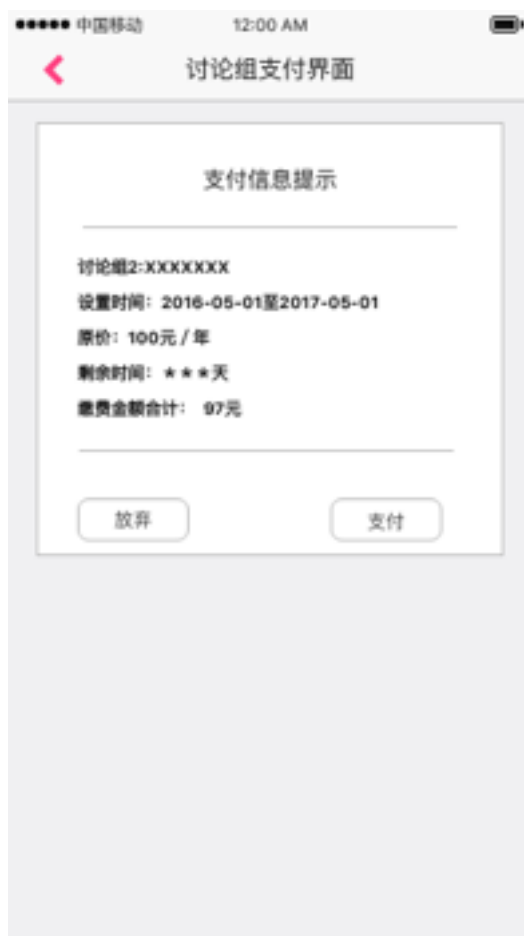 中国移动 12:00 AM
讨论组支付界面
支付信息提示
讨论组2:XXXXXXX
设置时间：2016-05-01至2017-05-01
原价：100元 / 年
剩余时间：＊＊＊天
缴费金额合计： 97元
放弃 支付